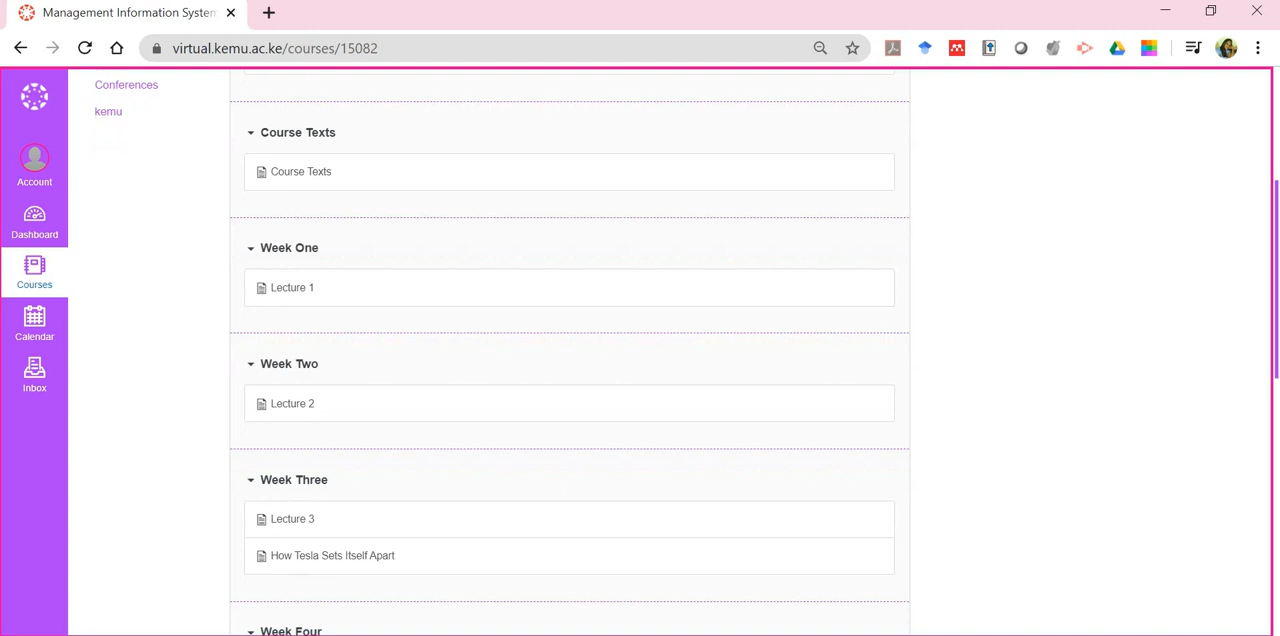 Management Information System
virtual.kemu.ac.ke/courses/15082
Conferences
kemu
Account
Dashboard
Courses
Calendar
Inbox
Course Texts
Course Texts
Week One
Lecture 1
Week Two
Lecture 2
Week Three
Lecture 3
How Tesla Sets Itself Apart
Week Four